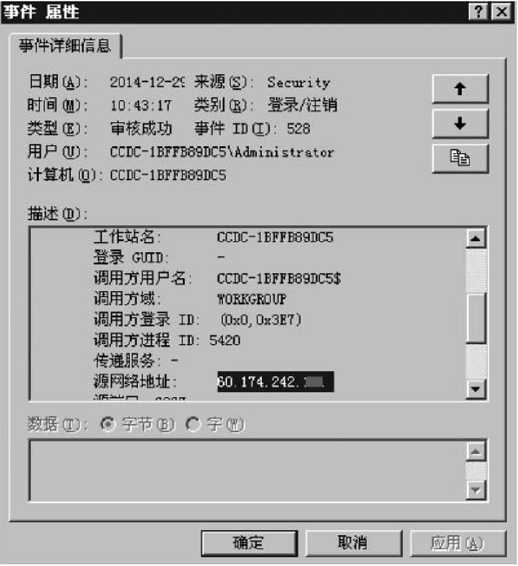 事件 属性
事件详细信息
日期(A): 2014-12-29 来源(S): Security
时间(M): 10:43:17 类别(R): 登录/注销
类型(E): 审核成功 事件 ID(I): 528
用户(U): CCDC-1BFFB89DC5\Administrator
计算机(O): CCDC-1BFFB89DC5
描述(D):
工作站名: CCDC-1BFFB89DC5
登录 GUID: -
调用方用户名: CCDC-1BFFB89DC5$
调用方域: WORKGROUP
调用方登录 ID: (0x0,0x3E7)
调用方进程 ID: 5420
传递服务: -
源网络地址: 60.174.242.
数据(T): 字节(B) 字(W)
确定 取消 应用(A)